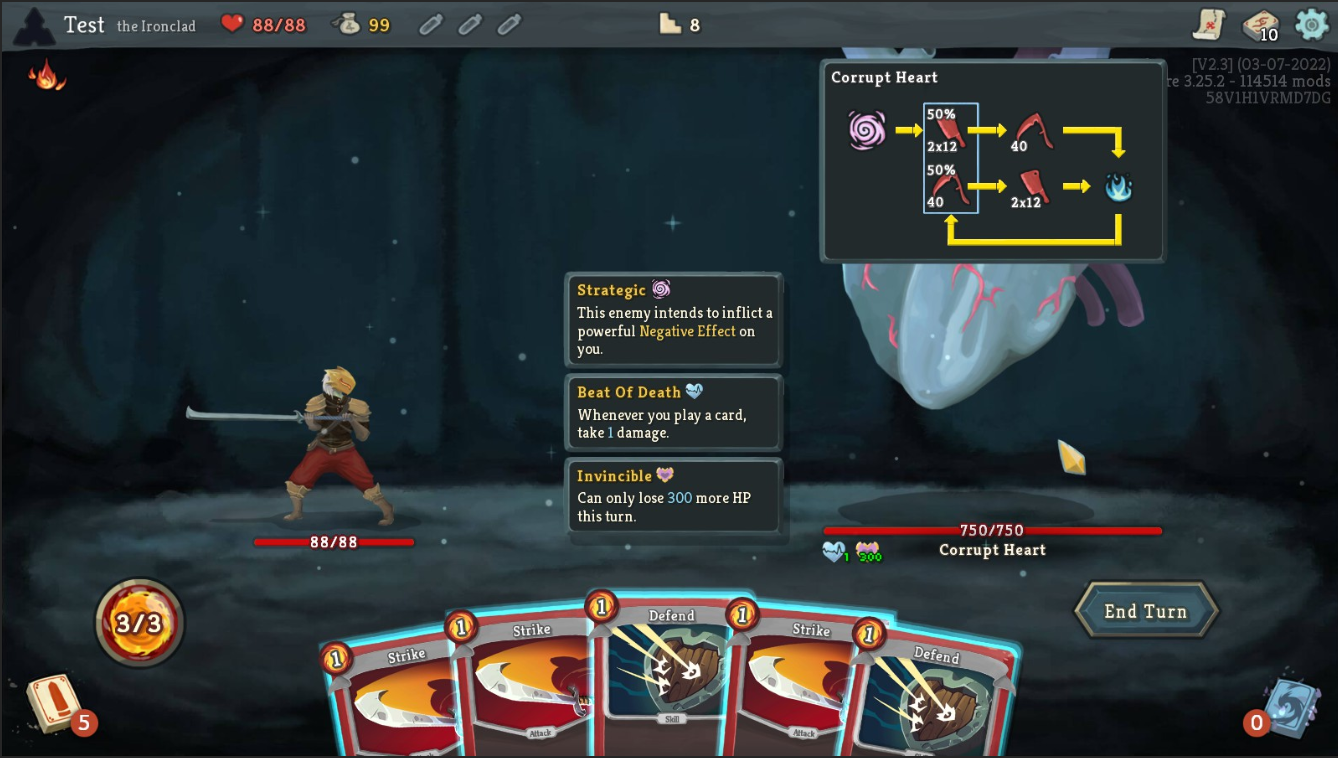 Test the Ironclad 88/88 99 8 10
[V2.3] (03-07-2022)
re 3.25.2 - 114514 mods
58V1H1VRMD7DG
Corrupt Heart
50%
2x12
40
50%
40
2x12
Strategic
This enemy intends to inflict a
powerful Negative Effect on
you.
Beat Of Death
Whenever you play a card,
take 1 damage.
Invincible
Can only lose 300 more HP
this turn.
88/88
750/750
1 300
Corrupt Heart
3/3
End Turn
1
Strike
1
Strike
Attack
1
Defend
Skill
1
Strike
Attack
1
Defend
5
0